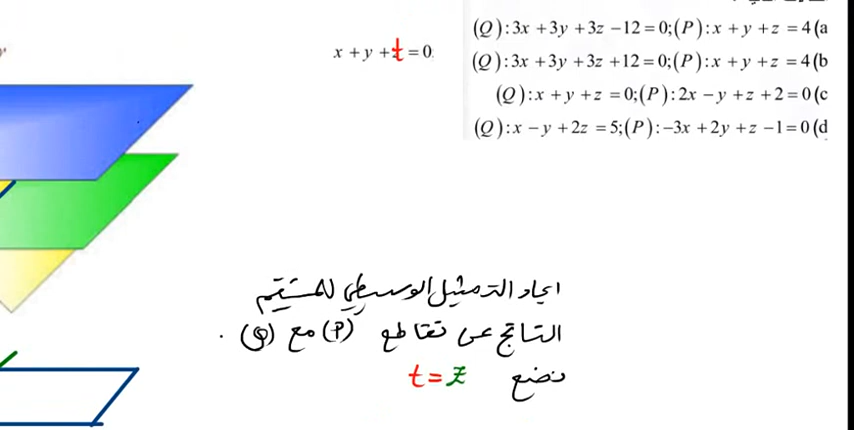 (Q):3x+3y+3z−12=0;(P):x+y+z=4(a
(Q):3x+3y+3z+12=0;(P):x+y+z=4(b
(Q):x+y+z=0;(P):2x−y+z+2=0(c
(Q):x−y+2z=5;(P):−3x+2y+z−1=0(d
x+y+t=0
ايجاد التمثيل الوسيطي للمستقيم
الناتج عن تقاطع (P) مع (Q) .
نضع t=z